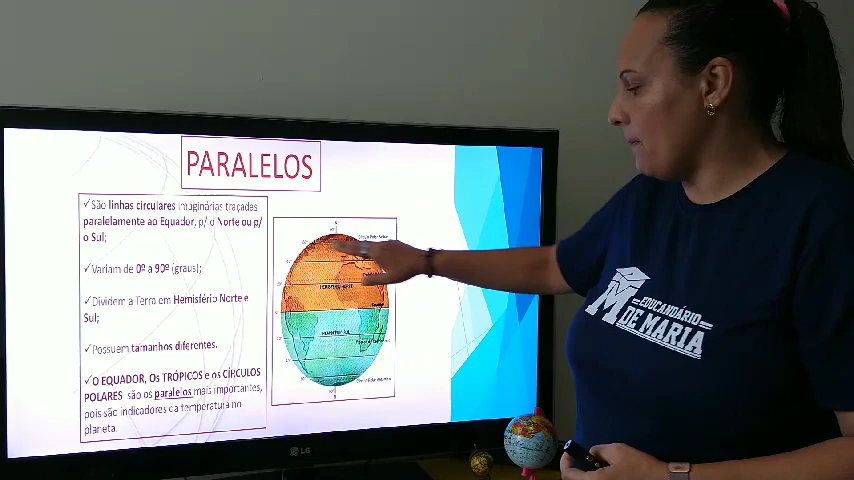 PARALELOS
✓São linhas circulares imaginárias traçadas
paralelamente ao Equador, p/ o Norte ou p/
o Sul;
✓Variam de 0º a 90º (graus);
✓Dividem a Terra em Hemisfério Norte e
Sul;
✓Possuem tamanhos diferentes.
✓O EQUADOR, Os TRÓPICOS e os CÍRCULOS
POLARES são os paralelos mais importantes,
pois são indicadores da temperatura no
planeta.
HEMISFÉRIO SUL
LG
EDUCANDÁRIO
M DE MARIA